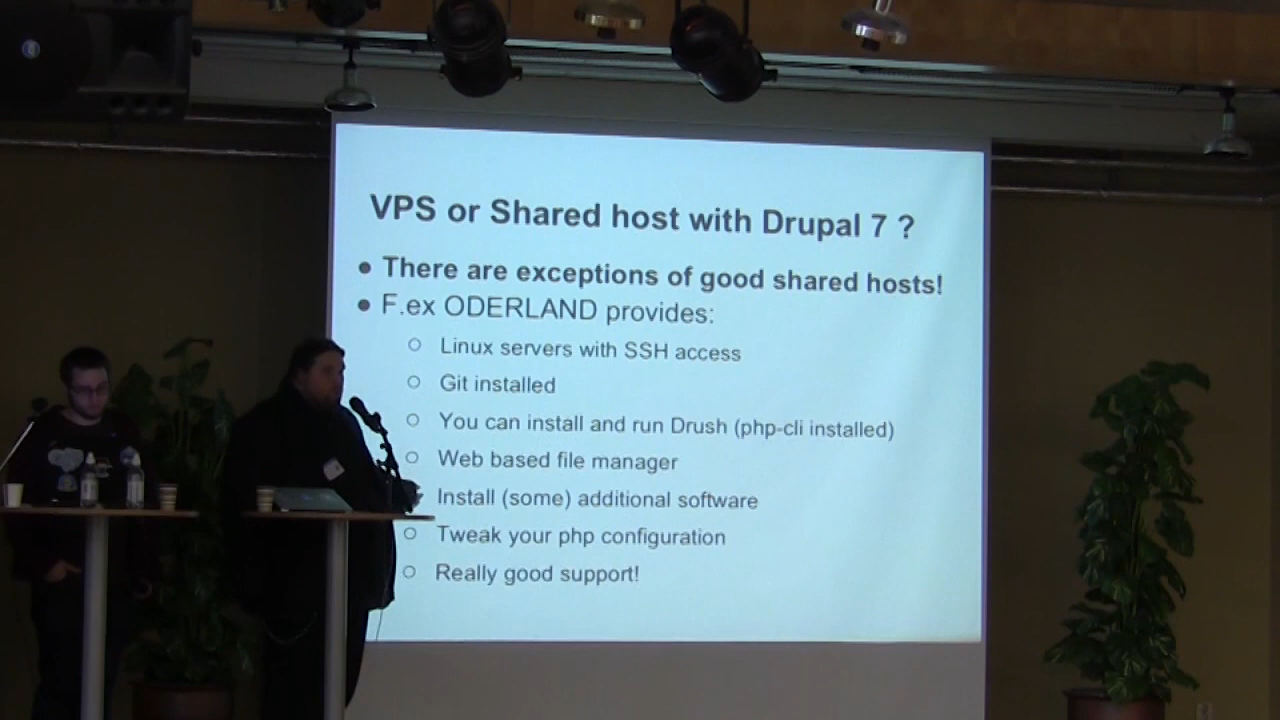 VPS or Shared host with Drupal 7 ?
● There are exceptions of good shared hosts!
● F.ex ODERLAND provides:
○ Linux servers with SSH access
○ Git installed
○ You can install and run Drush (php-cli installed)
○ Web based file manager
Install (some) additional software
○ Tweak your php configuration
○ Really good support!